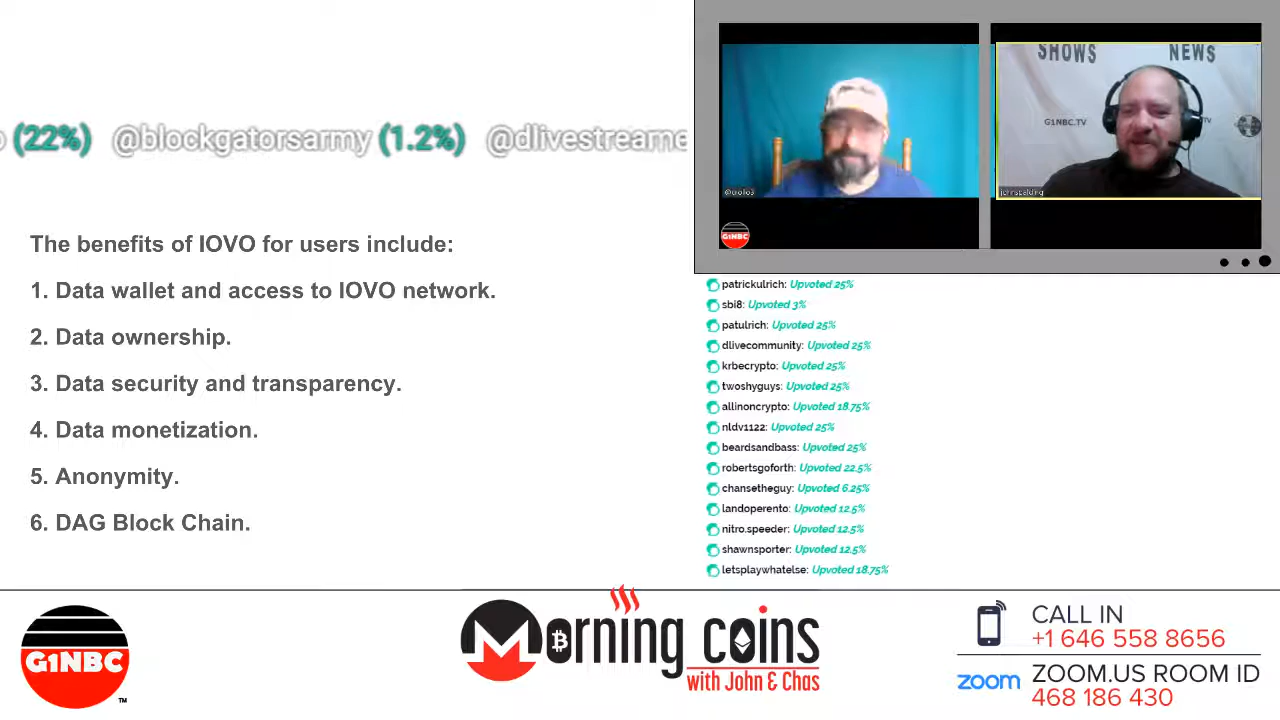 (22%) @blockgatorsarmy (1.2%) @dlivestreame
The benefits of IOVO for users include:
1. Data wallet and access to IOVO network.
2. Data ownership.
3. Data security and transparency.
4. Data monetization.
5. Anonymity.
6. DAG Block Chain.
SHOWS NEWS
G1NBC.TV TV
johnspalding
G1NBC
patrickulrich: Upvoted 25%
sbi8: Upvoted 3%
patulrich: Upvoted 25%
dlivecommunity: Upvoted 25%
krbecrypto: Upvoted 25%
twoshyguys: Upvoted 25%
allinoncrypto: Upvoted 18.75%
nldv1122: Upvoted 25%
beardsandbass: Upvoted 25%
robertsgoforth: Upvoted 22.5%
chansetheguy: Upvoted 6.25%
landoperento: Upvoted 12.5%
nitro.speeder: Upvoted 12.5%
shawnsporter: Upvoted 12.5%
letsplaywhatelse: Upvoted 18.75%
G1NBC
TM
Morning coins
with John & Chas
CALL IN
+1 646 558 8656
zoom ZOOM.US ROOM ID
468 186 430